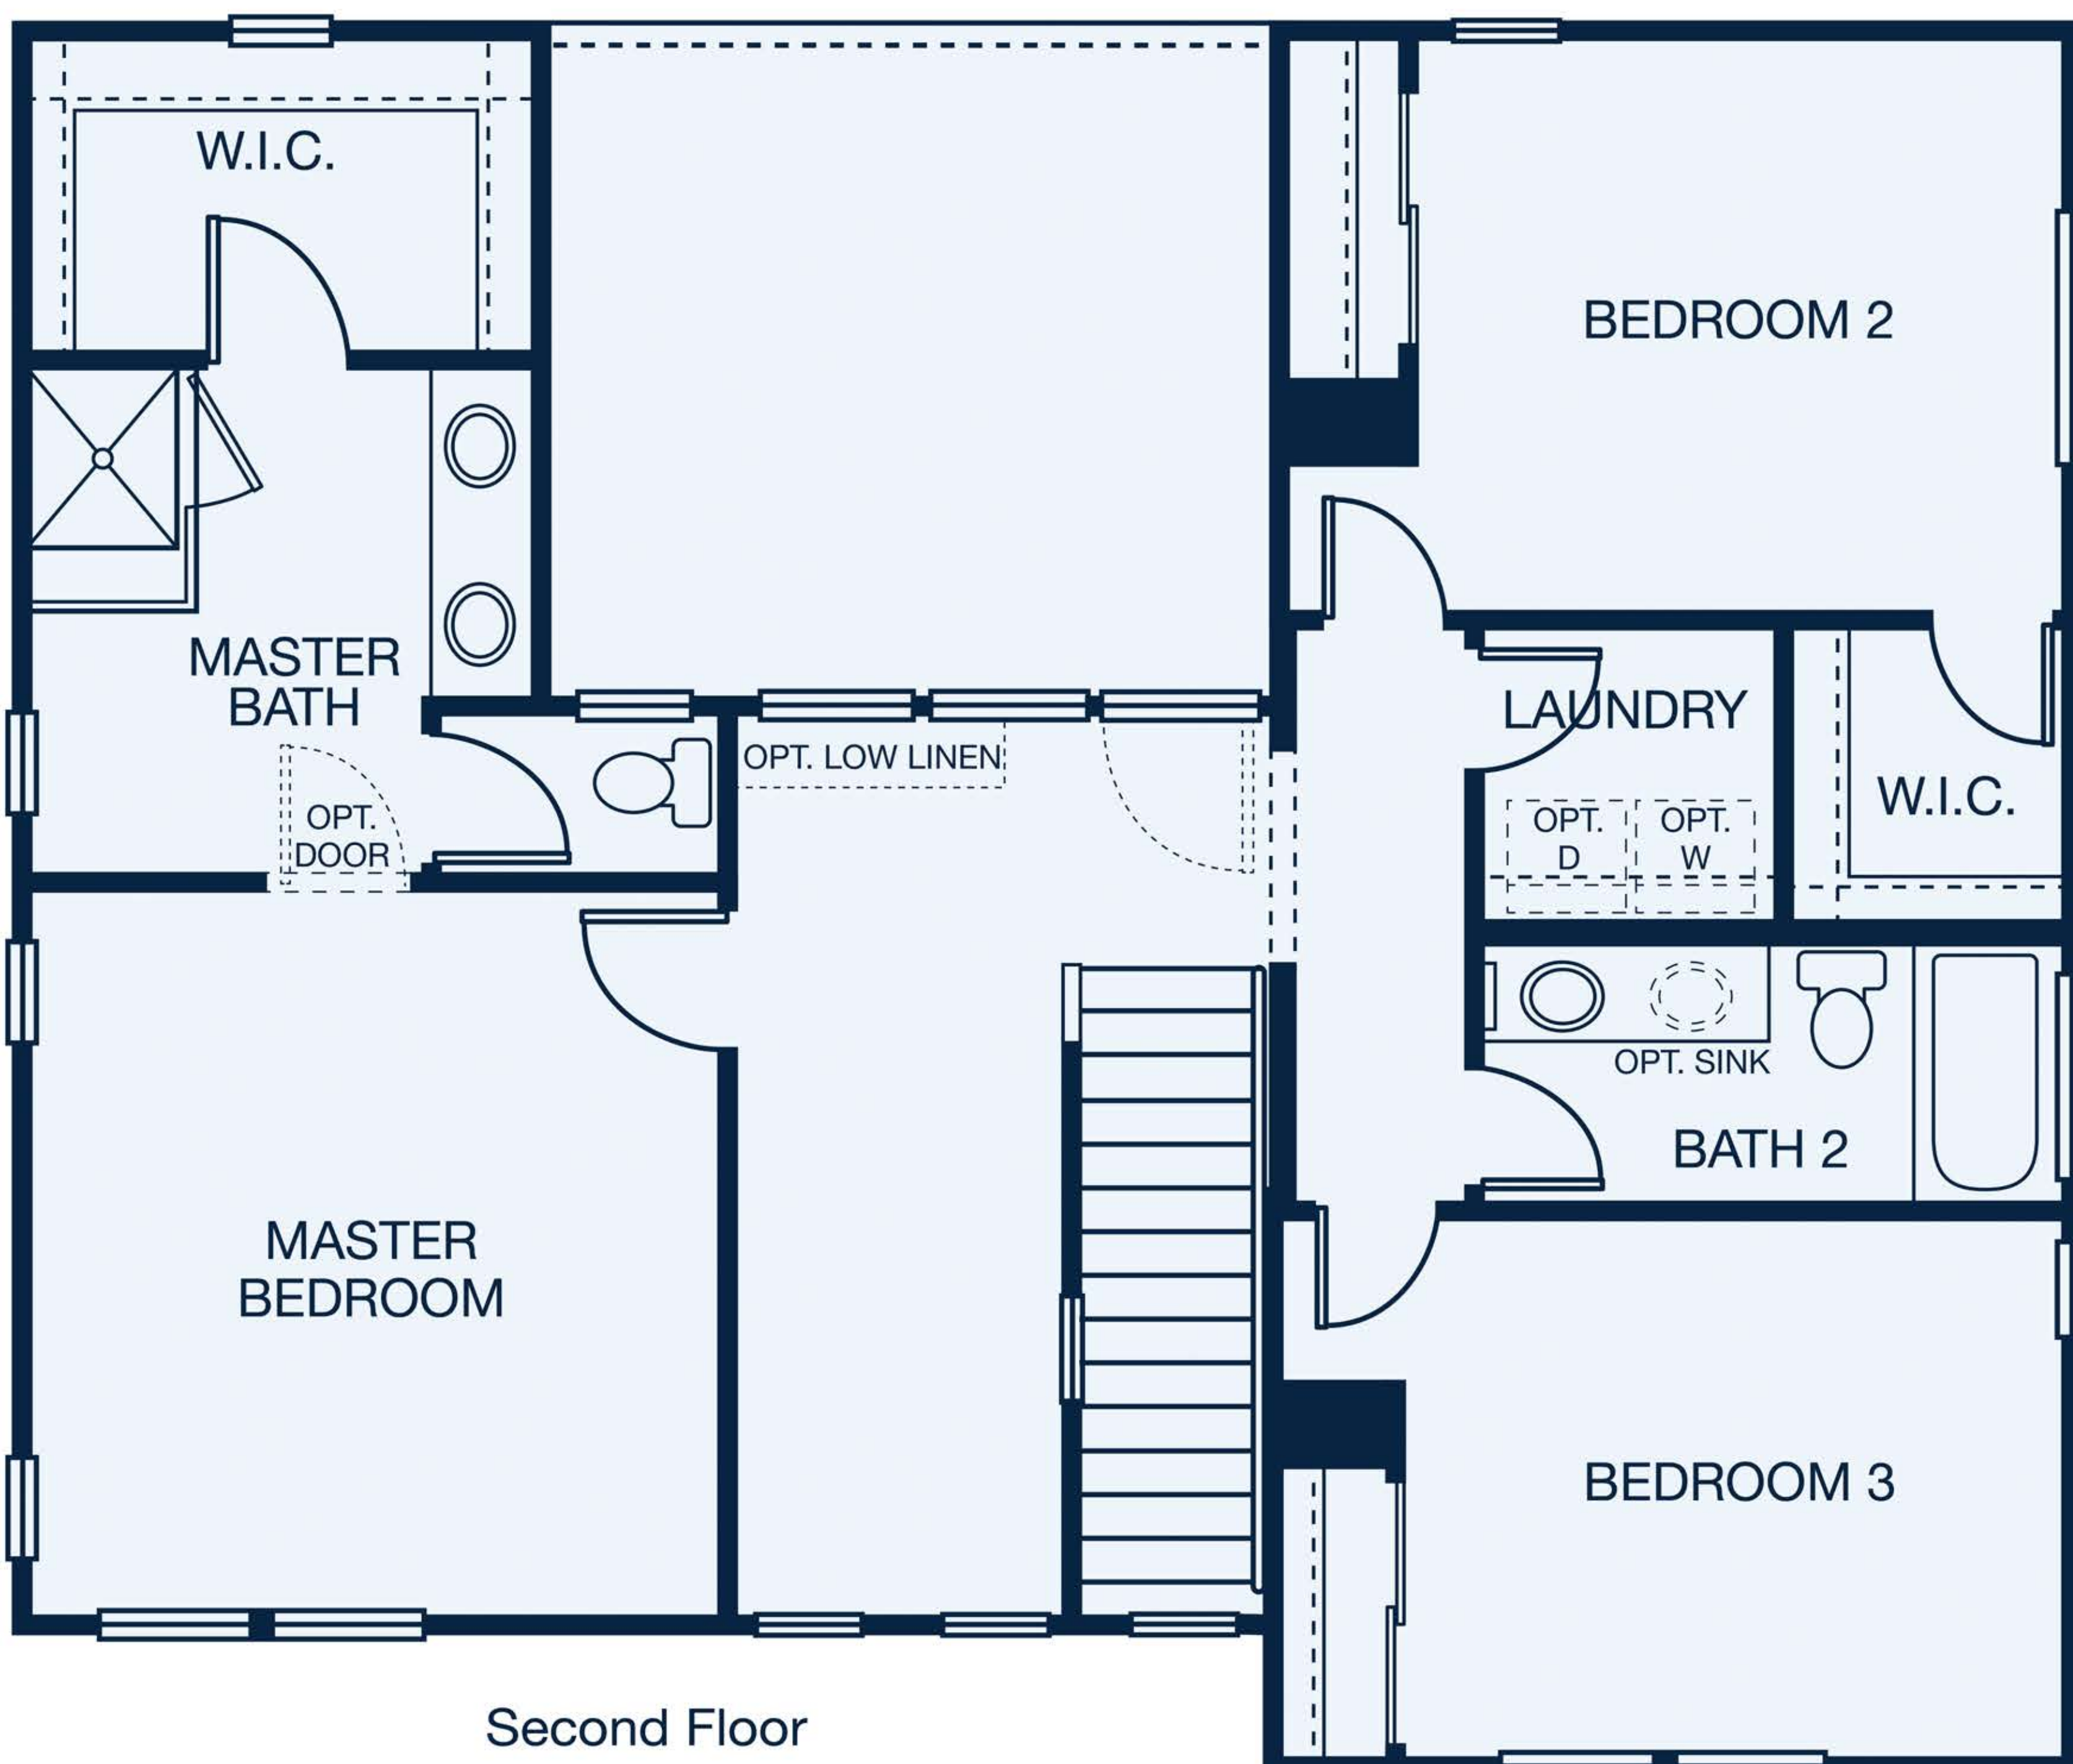 W.I.C.
BEDROOM 2
MASTER
BATH
LAUNDRY
OPT. LOW LINEN
W.I.C.
OPT.
DOOR
OPT.
D
OPT.
W
OPT. SINK
BATH 2
MASTER
BEDROOM
BEDROOM 3
Second Floor